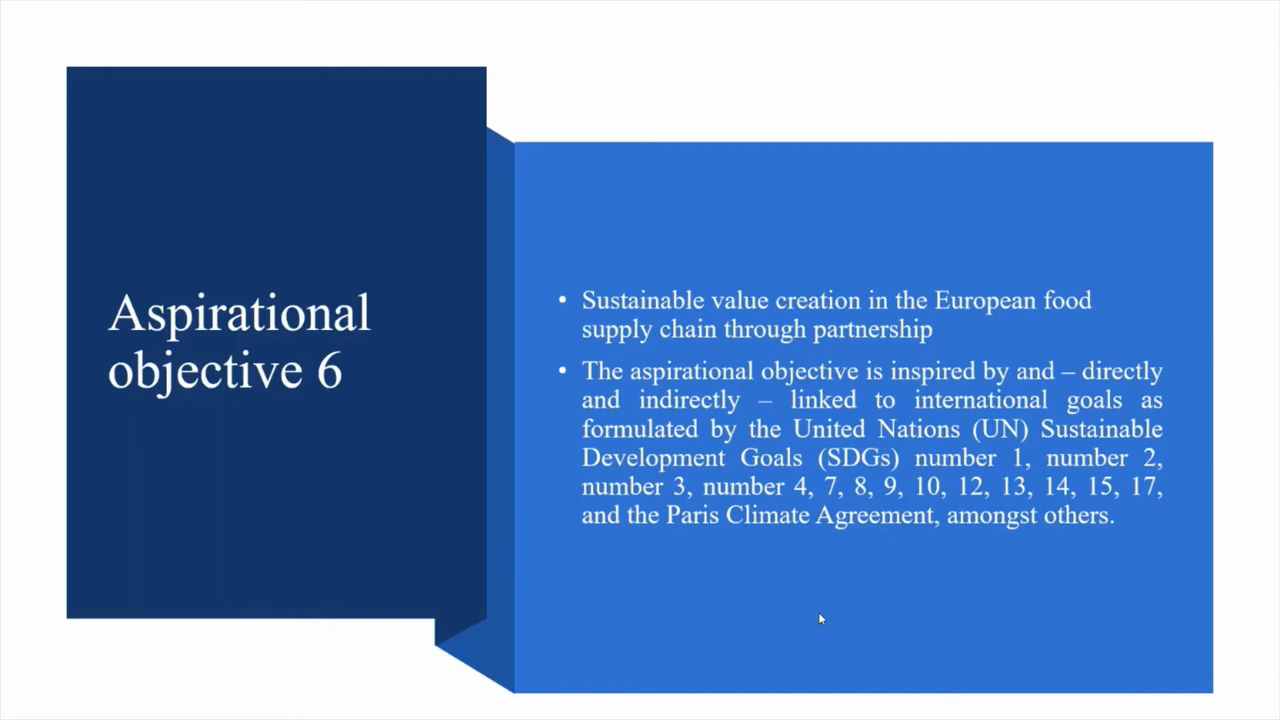 Aspirational
objective 6
• Sustainable value creation in the European food
supply chain through partnership
• The aspirational objective is inspired by and – directly
and indirectly – linked to international goals as
formulated by the United Nations (UN) Sustainable
Development Goals (SDGs) number 1, number 2,
number 3, number 4, 7, 8, 9, 10, 12, 13, 14, 15, 17,
and the Paris Climate Agreement, amongst others.